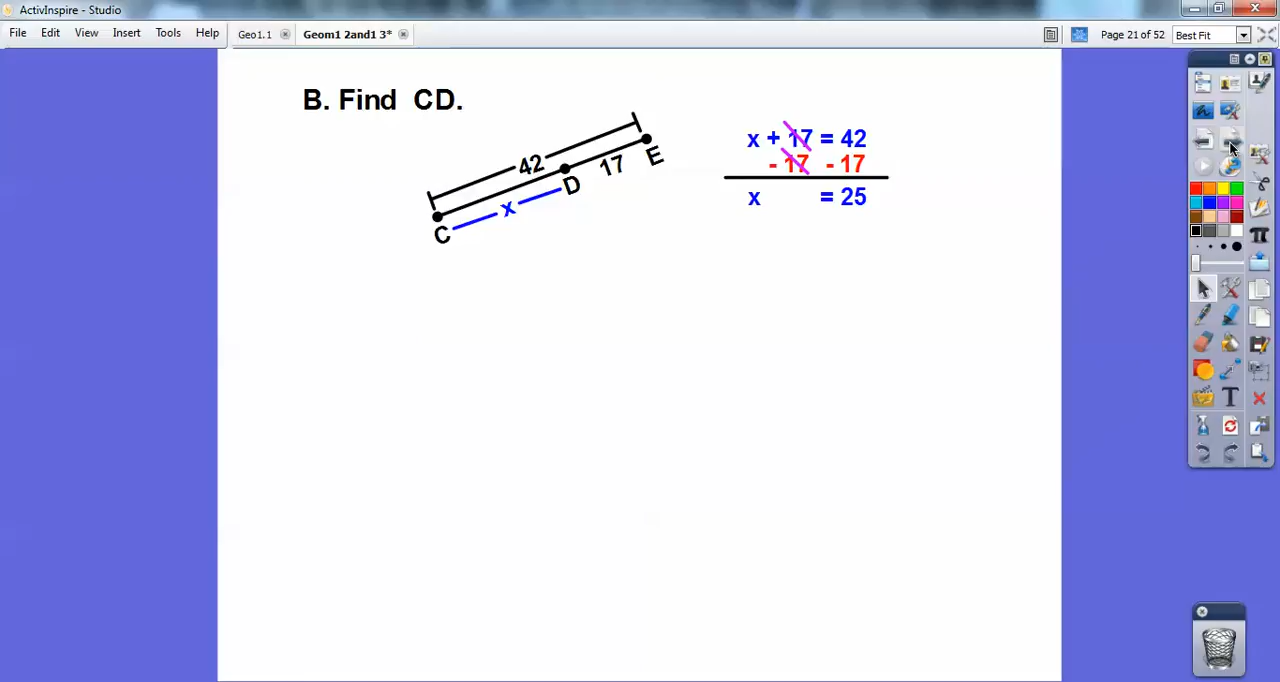 ActivInspire - Studio
File Edit View Insert Tools Help
Geo1.1
Geom1 2and1 3*
Page 21 of 52
Best Fit
B. Find CD.
42
17
E
D
x
C
x + 17 = 42
- 17 - 17
x = 25
T